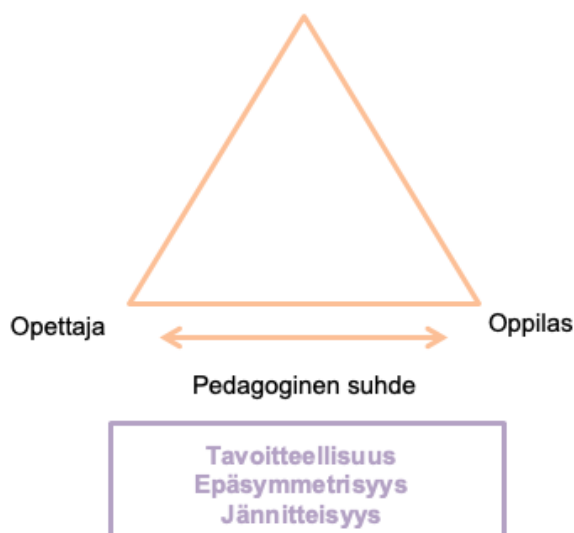 Opettaja
Oppilas
Pedagoginen suhde
Tavoitteellisuus
Epäsymmetrisyys
Jännitteisyys